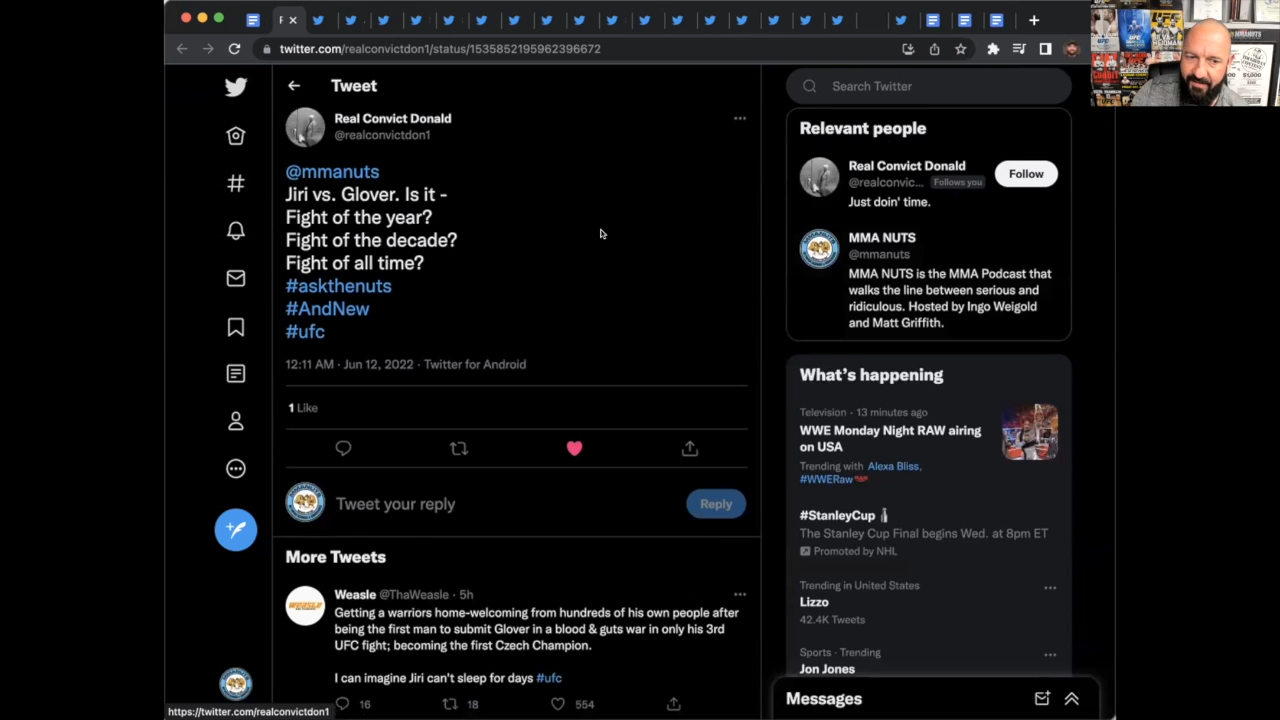 F
twitter.com/realconvictdon1/status/1535852195962396672
Tweet
Real Convict Donald
@realconvictdon1
@mmanuts
Jiri vs. Glover. Is it -
Fight of the year?
Fight of the decade?
Fight of all time?
#askthenuts
#AndNew
#ufc
12:11 AM · Jun 12, 2022 · Twitter for Android
1 Like
Tweet your reply
Reply
More Tweets
Weasle @ThaWeasle · 5h
Getting a warriors home-welcoming from hundreds of his own people after
being the first man to submit Glover in a blood & guts war in only his 3rd
UFC fight; becoming the first Czech Champion.
I can imagine Jiri can't sleep for days #ufc
16
18
554
https://twitter.com/realconvictdon1
Search Twitter
Relevant people
Real Convict Donald
@realconvic... Follows you
Follow
Just doin' time.
MMA NUTS
@mmanuts
MMA NUTS is the MMA Podcast that
walks the line between serious and
ridiculous. Hosted by Ingo Weigold
and Matt Griffith.
What's happening
Television · 13 minutes ago
WWE Monday Night RAW airing
on USA
Trending with Alexa Bliss,
#WWERaw
#StanleyCup
The Stanley Cup Final begins Wed. at 8pm ET
Promoted by NHL
Trending in United States
Lizzo
42.4K Tweets
Sports · Trending
Jon Jones
Messages